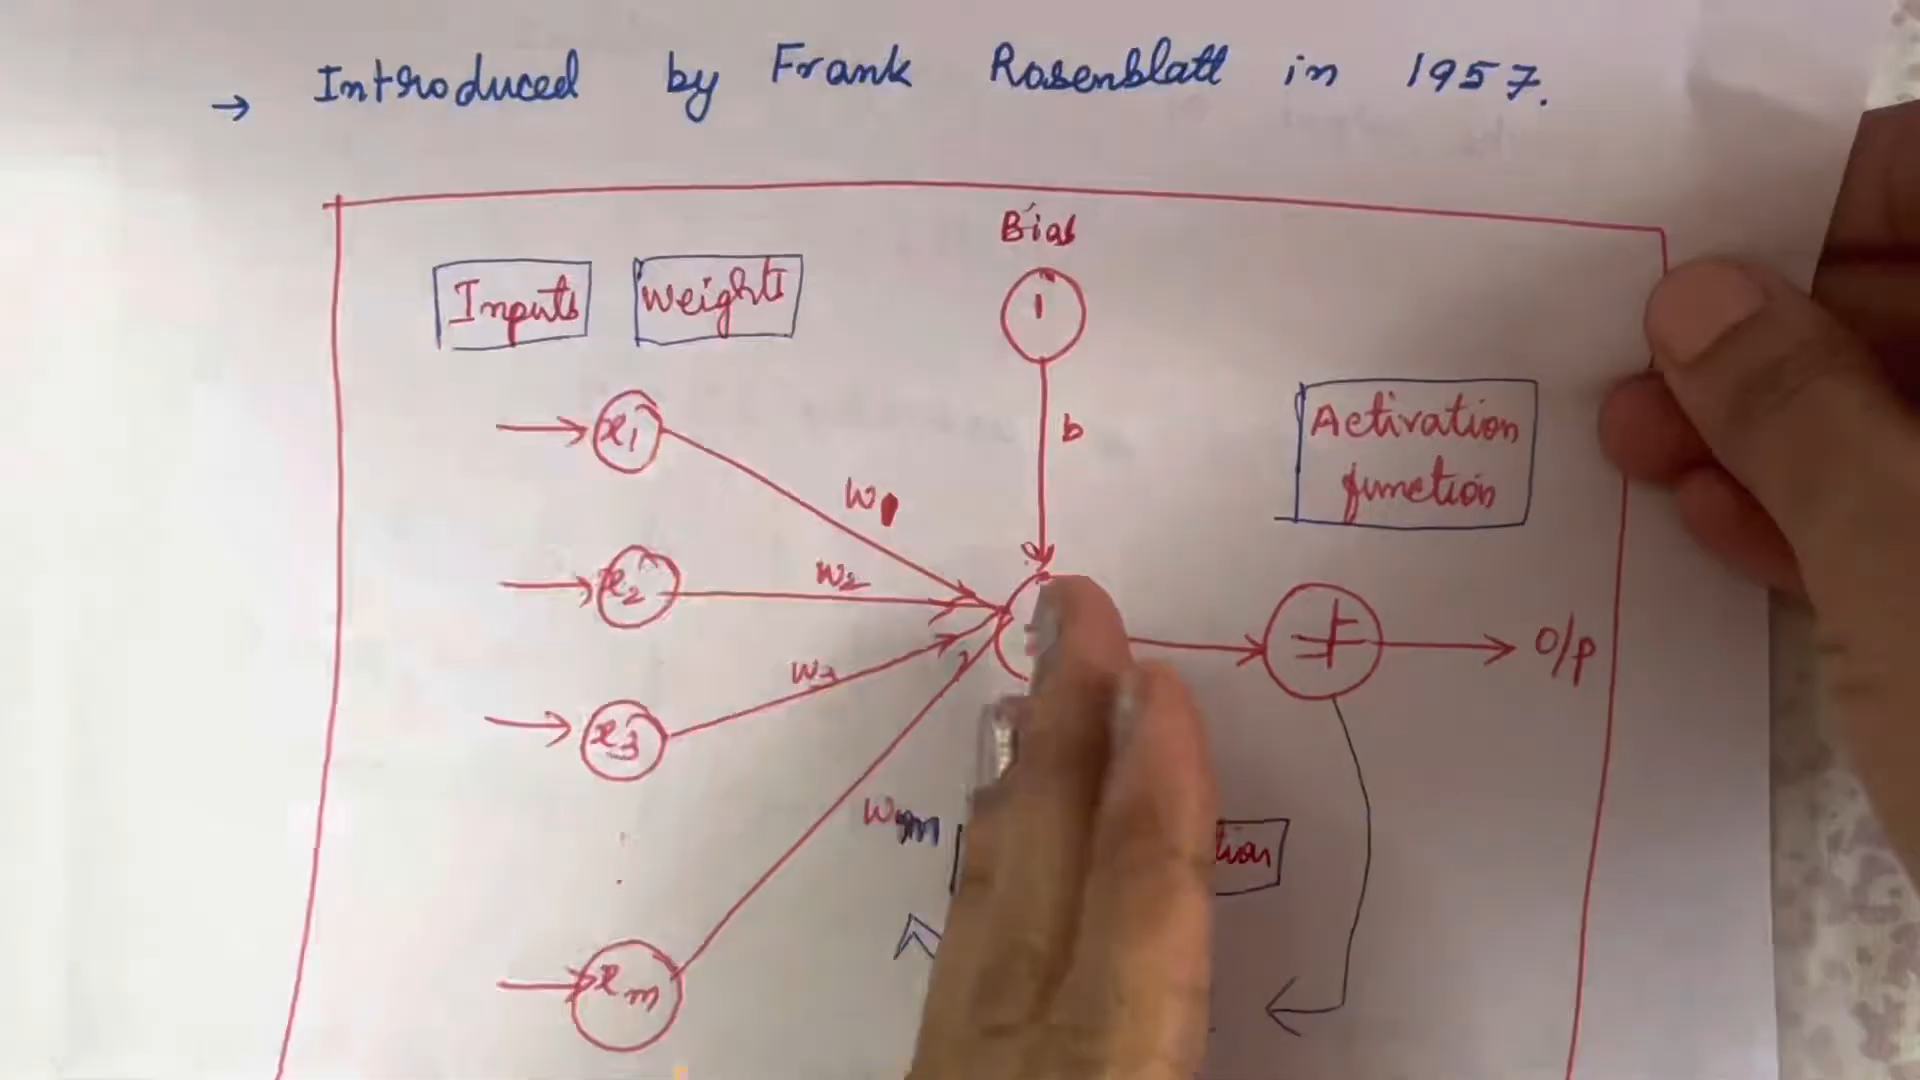 → Introduced by Frank Rosenblatt in 1957.
Bias
Inputs
Weights
1
x1
b
Activation
function
w1
x2
w2
O/p
w3
x3
wm
xm